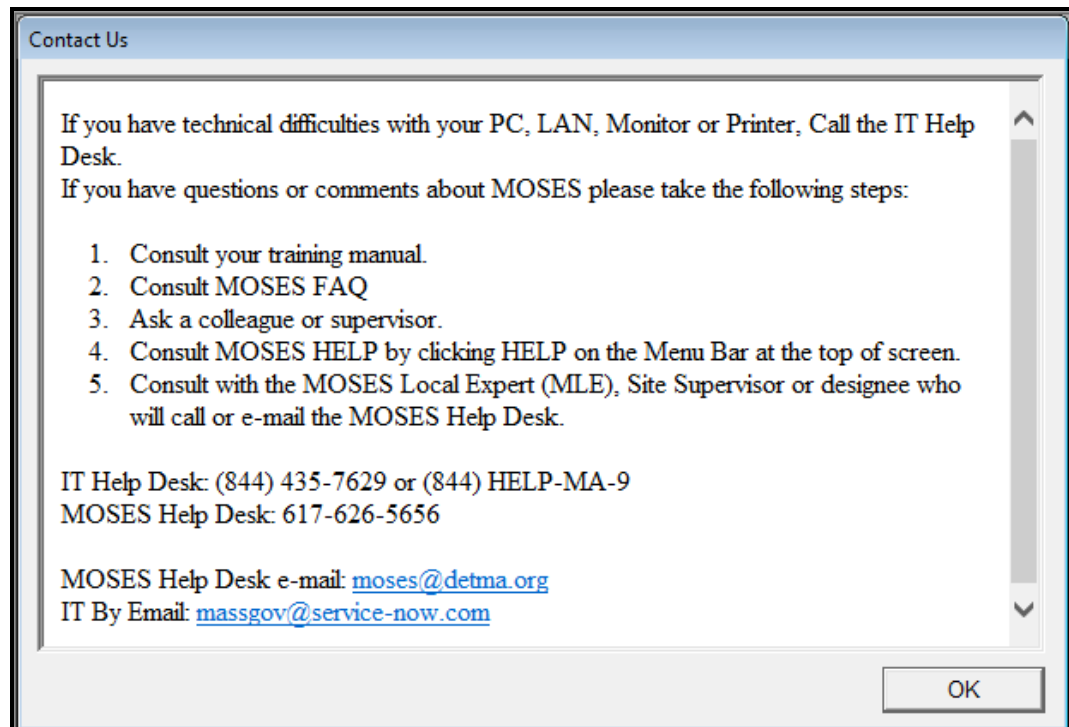 Contact Us
If you have technical difficulties with your PC, LAN, Monitor or Printer, Call the IT Help
Desk.
If you have questions or comments about MOSES please take the following steps:
1. Consult your training manual.
2. Consult MOSES FAQ
3. Ask a colleague or supervisor.
4. Consult MOSES HELP by clicking HELP on the Menu Bar at the top of screen.
5. Consult with the MOSES Local Expert (MLE), Site Supervisor or designee who
will call or e-mail the MOSES Help Desk.
IT Help Desk: (844) 435-7629 or (844) HELP-MA-9
MOSES Help Desk: 617-626-5656
MOSES Help Desk e-mail: moses@detma.org
IT By Email: massgov@service-now.com
OK